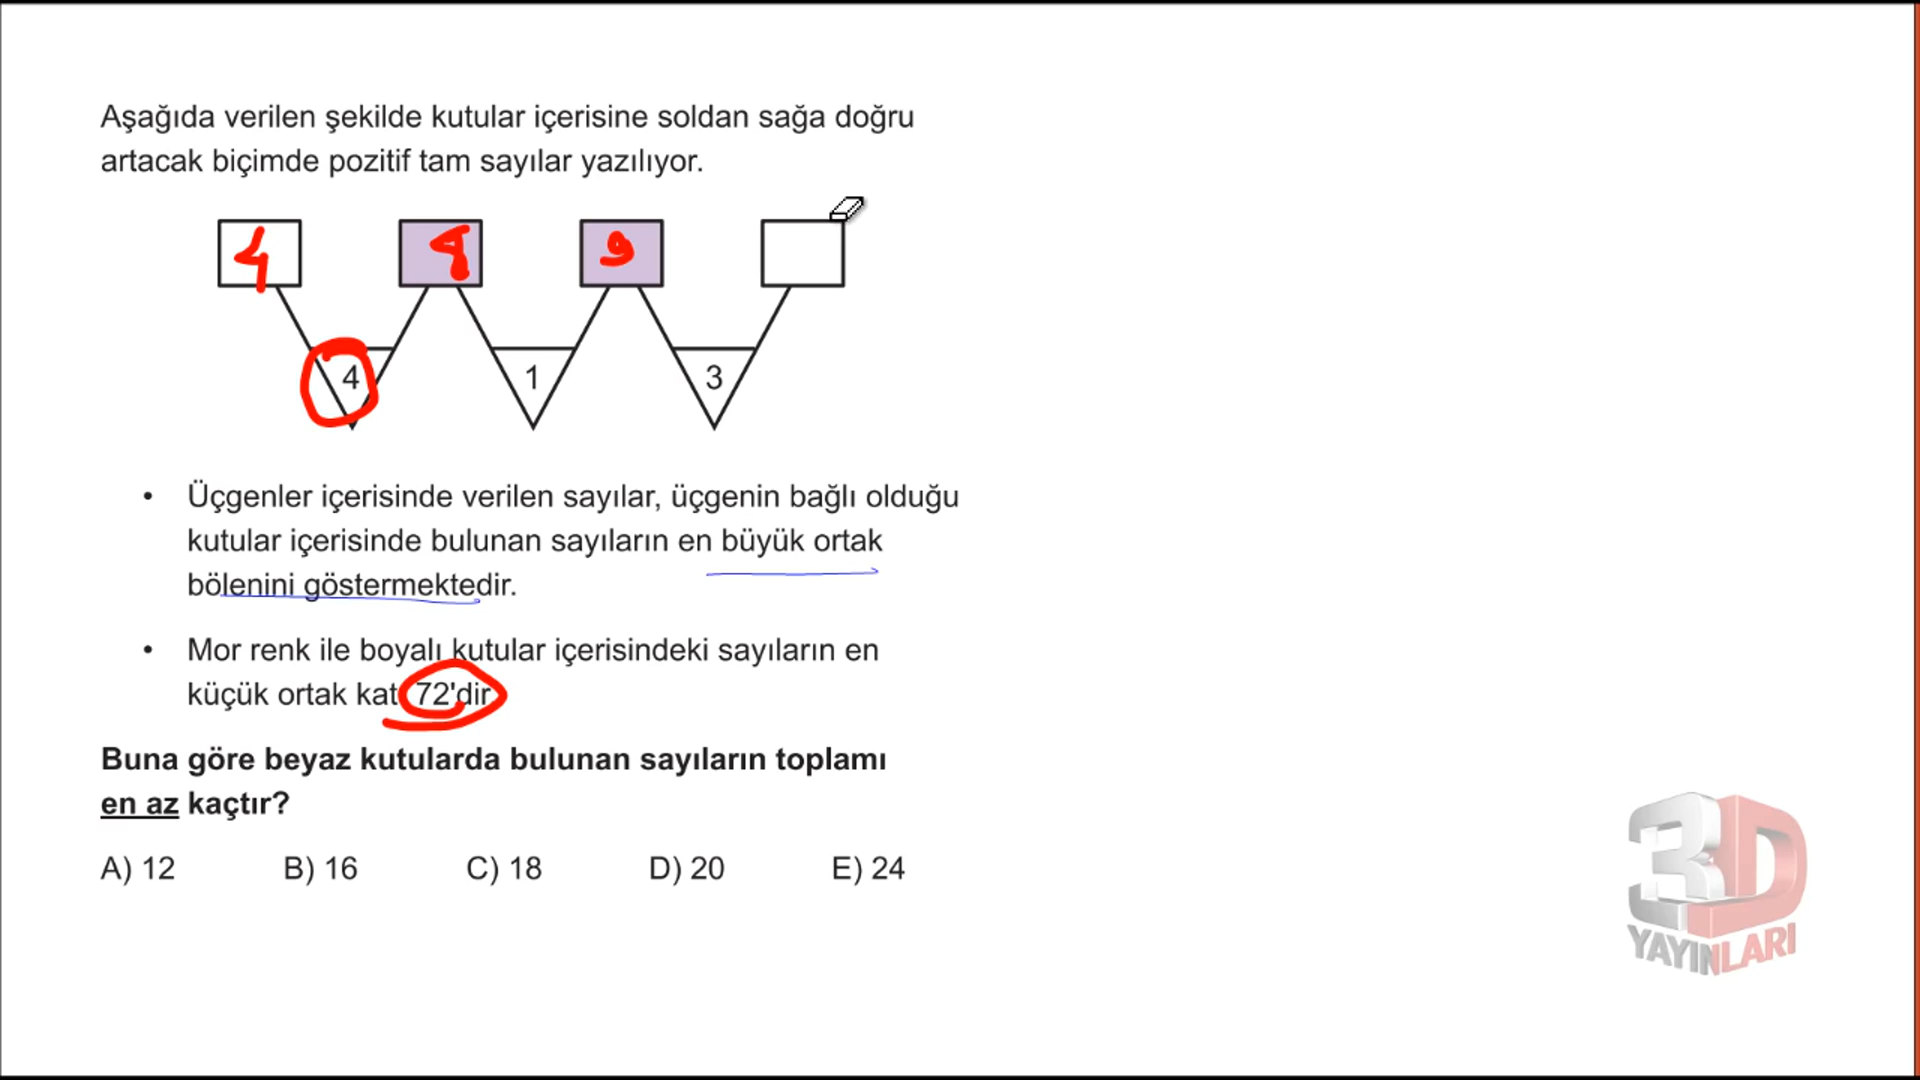 Aşağıda verilen şekilde kutular içerisine soldan sağa doğru
artacak biçimde pozitif tam sayılar yazılıyor.
4 8 9
4 1 3
• Üçgenler içerisinde verilen sayılar, üçgenin bağlı olduğu
kutular içerisinde bulunan sayıların en büyük ortak
bölenini göstermektedir.
• Mor renk ile boyalı kutular içerisindeki sayıların en
küçük ortak kat 72'dir
Buna göre beyaz kutularda bulunan sayıların toplamı
en az kaçtır?
A) 12 B) 16 C) 18 D) 20 E) 24
3D
YAYINLARI